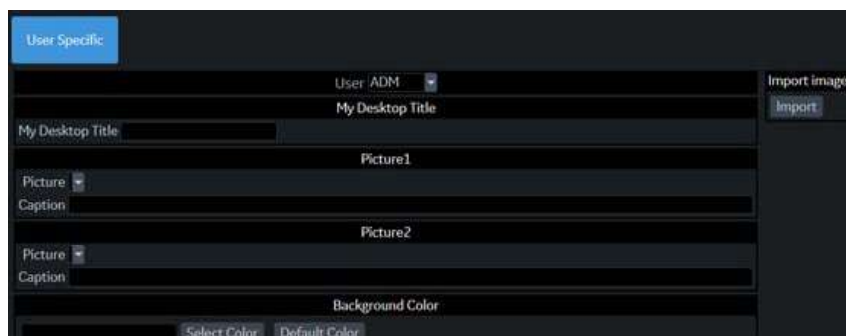 User Specific
User ADM
Import image
My Desktop Title
Import
My Desktop Title
Picture1
Picture
Caption
Picture2
Picture
Caption
Background Color
Select Color Default Color